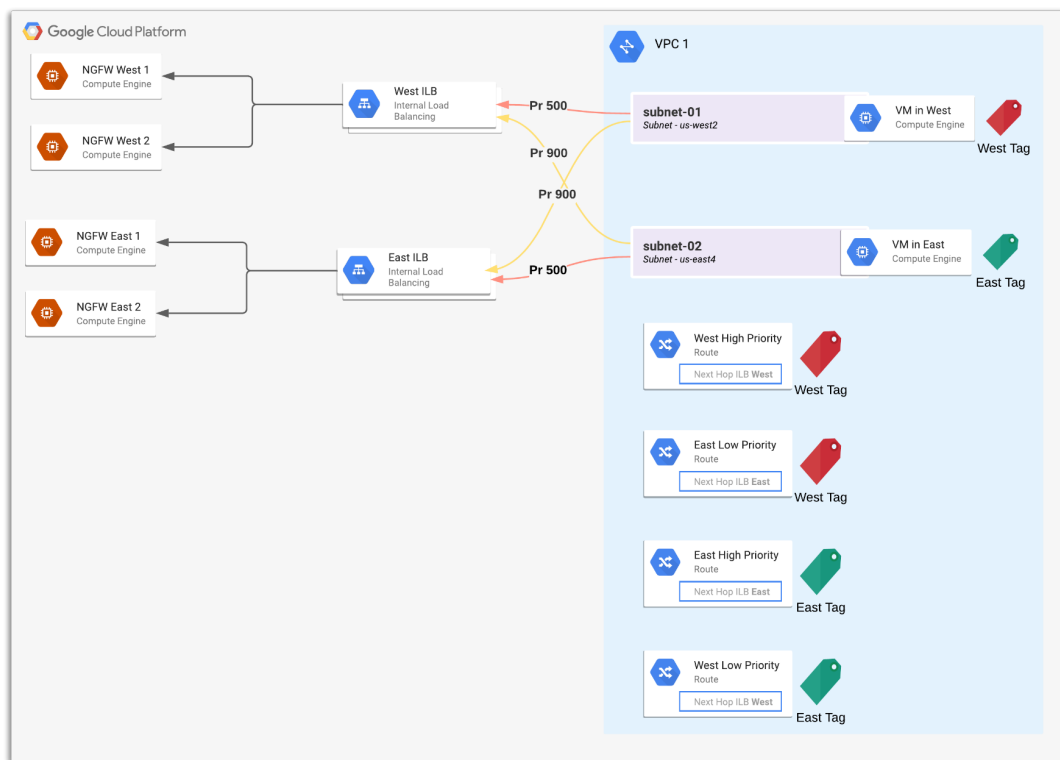 Google Cloud Platform
NGFW West 1
Compute Engine
NGFW West 2
Compute Engine
NGFW East 1
Compute Engine
NGFW East 2
Compute Engine
West ILB
Internal Load
Balancing
East ILB
Internal Load
Balancing
Pr 500
Pr 900
Pr 900
Pr 500
VPC 1
subnet-01
Subnet - us-west2
VM in West
Compute Engine
West Tag
subnet-02
Subnet - us-east4
VM in East
Compute Engine
East Tag
West High Priority
Route
Next Hop ILB West
West Tag
East Low Priority
Route
Next Hop ILB East
West Tag
East High Priority
Route
Next Hop ILB East
East Tag
West Low Priority
Route
Next Hop ILB West
East Tag